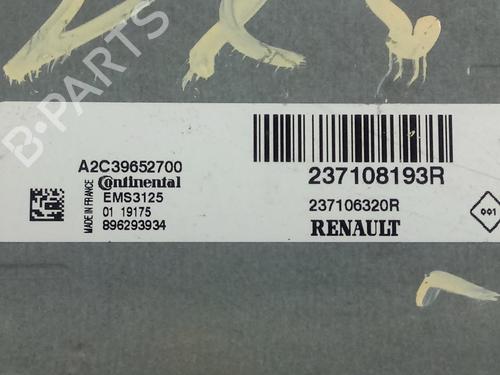 B-PARTS
A2C39652700
Continental
EMS3125
01 19175
896293934
MADE IN FRANCE
237108193R
237106320R
RENAULT
001